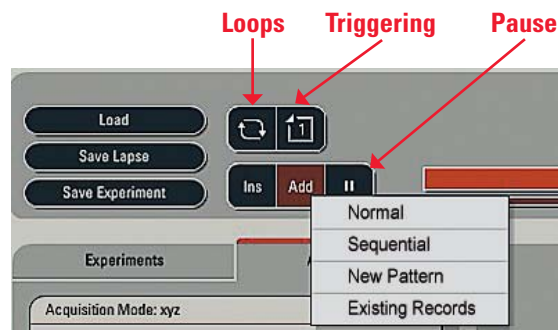 Loops Triggering Pause
Load
1
Save Lapse
Save Experiment
Ins Add
Normal
Sequential
New Pattern
Existing Records
Experiments
Acquisition Mode: xyz